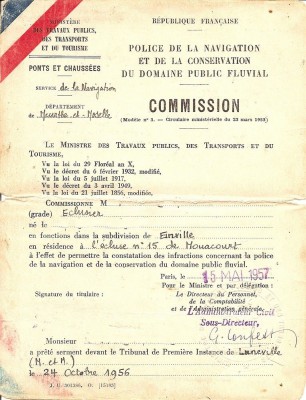 MINISTÈRE
DES TRAVAUX PUBLICS,
DES TRANSPORTS
ET DU TOURISME
PONTS ET CHAUSSÉES
SERVICE
de la Navigation
DÉPARTEMENT
de Meurthe-et-Moselle
RÉPUBLIQUE FRANÇAISE
POLICE DE LA NAVIGATION
ET DE LA CONSERVATION
DU DOMAINE PUBLIC FLUVIAL
COMMISSION
(Modèle n° 3. — Circulaire ministérielle du 23 mars 1913)
LE MINISTRE DES TRAVAUX PUBLICS, DES TRANSPORTS ET DU
TOURISME,
Vu la loi du 29 Floréal an X,
Vu le décret du 6 février 1932, modifié,
Vu la loi du 5 juillet 1917,
Vu le décret du 3 avril 1949,
Vu la loi du 21 juillet 1856, modifiée,
COMMISSIONNE M
(grade) Eclusier
né
en fonctions dans la subdivision de Einville
en résidence à l'écluse n° 15 de Mouacourt
à l'effet de permettre la constatation des infractions concernant la police
de la navigation et de la conservation du domaine public fluvial.
Paris, le 15 MAI 1957
Pour le Ministre et par délégation :
Signature du titulaire :
Le Directeur du Personnel,
de la Comptabilité
et de l'Administration générale,
L'Administrateur Civil
Sous-Directeur,
Monsieur
a prêté serment devant le Tribunal de Première Instance de Lunéville
(M. et M.)
le 24 Octobre 1956